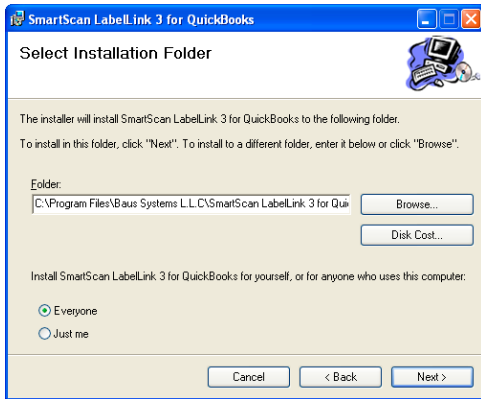 SmartScan LabelLink 3 for QuickBooks
Select Installation Folder
The installer will install SmartScan LabelLink 3 for QuickBooks to the following folder.
To install in this folder, click "Next". To install to a different folder, enter it below or click "Browse".
Folder:
C:\Program Files\Baus Systems L.L.C\SmartScan LabelLink 3 for Qui
Browse...
Disk Cost...
Install SmartScan LabelLink 3 for QuickBooks for yourself, or for anyone who uses this computer:
Everyone
Just me
Cancel
< Back
Next >